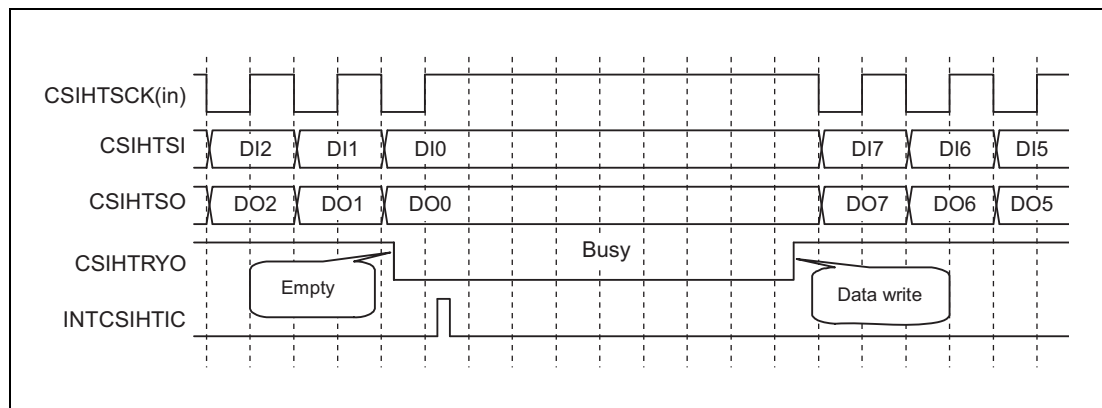 CSIHTSCK(in)
CSIHTSI DI2 DI1 DI0 DI7 DI6 DI5
CSIHTSO DO2 DO1 DO0 DO7 DO6 DO5
CSIHTRYO Busy
Empty Data write
INTCSIHTIC